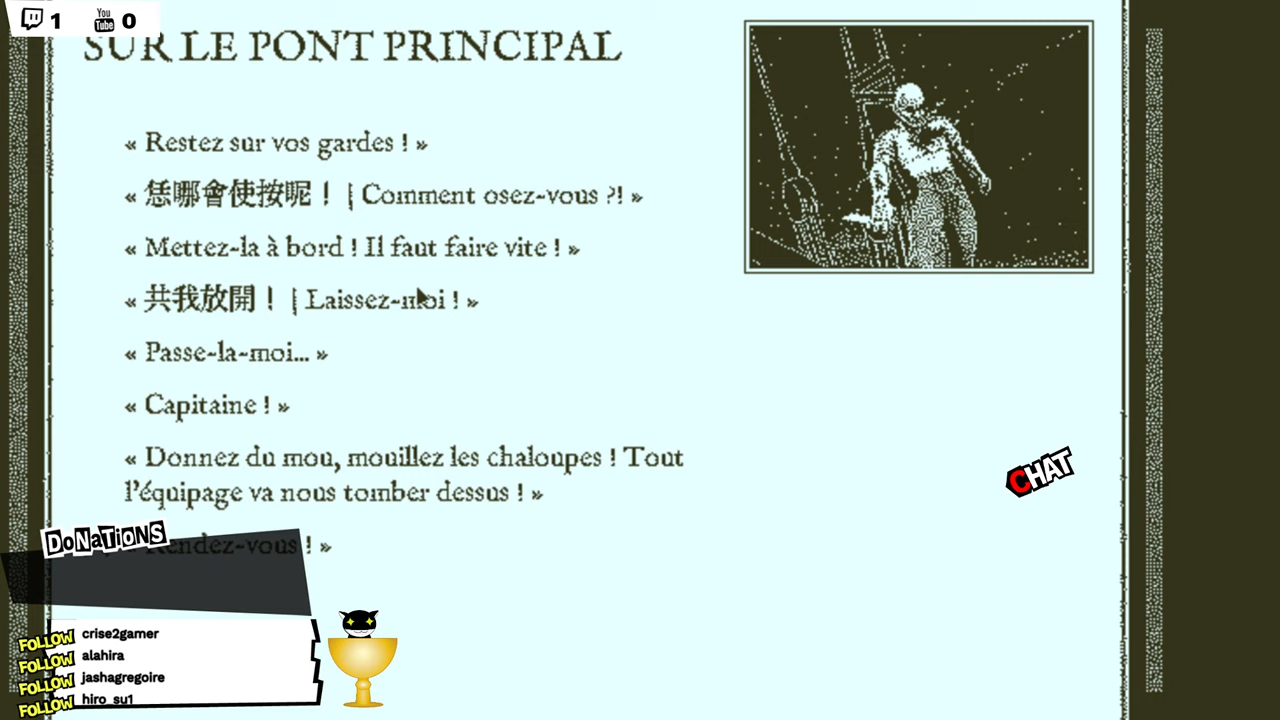 1
You Tube 0
SUR LE PONT PRINCIPAL
« Restez sur vos gardes ! »
« 恁哪會使按呢！ | Comment osez-vous ?! »
« Mettez-la à bord ! Il faut faire vite ! »
« 共我放開！ | Laissez-moi ! »
« Passe-la-moi... »
« Capitaine ! »
« Donnez du mou, mouillez les chaloupes ! Tout
l'équipage va nous tomber dessus ! »
« Rendez-vous ! »
CHAT
DONATIONS
FOLLOW crise2gamer
FOLLOW alahira
FOLLOW jashagregoire
FOLLOW hiro_su1